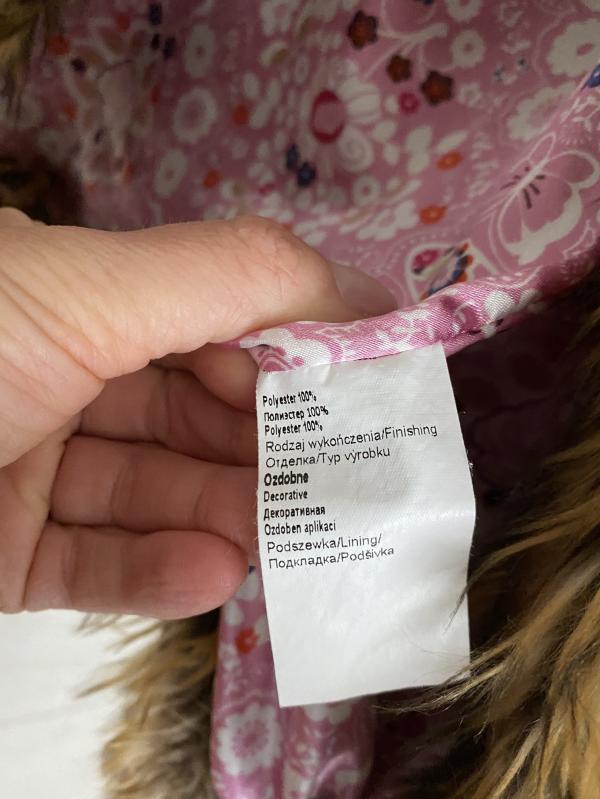 Polyester 100%
Полиэстер 100%
Polyester 100%
Rodzaj wykończenia/Finishing
Отделка/Typ výrobku
Ozdobne
Decorative
Декоративная
Ozdoben aplikací
Podszewka/Lining/
Подкладка/Podšívka